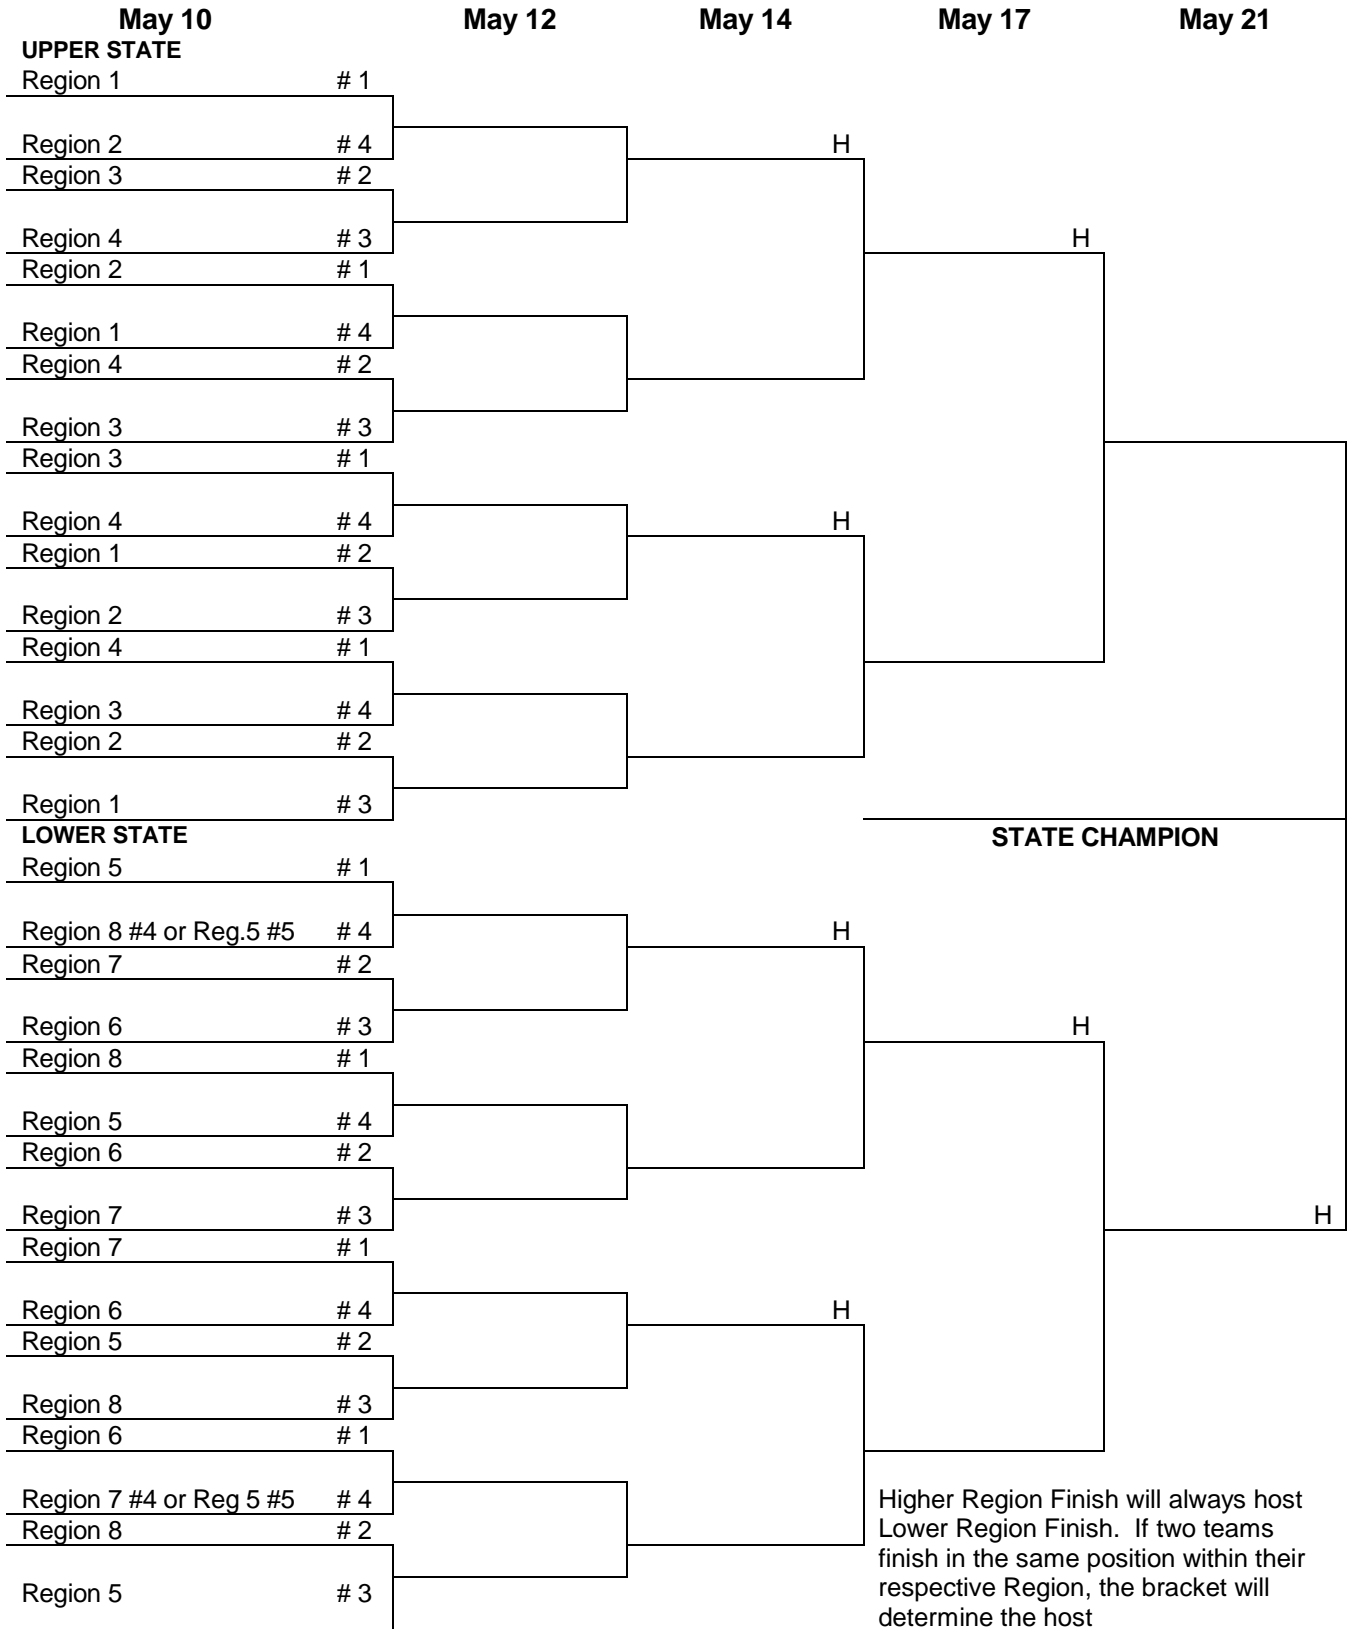 May 10 May 12 May 14 May 17 May 21
UPPER STATE
Region 1 # 1
Region 2 # 4 H
Region 3 # 2
Region 4 # 3 H
Region 2 # 1
Region 1 # 4
Region 4 # 2
Region 3 # 3
Region 3 # 1
Region 4 # 4 H
Region 1 # 2
Region 2 # 3
Region 4 # 1
Region 3 # 4
Region 2 # 2
Region 1 # 3
LOWER STATE STATE CHAMPION
Region 5 # 1
Region 8 #4 or Reg.5 #5 # 4 H
Region 7 # 2
Region 6 # 3 H
Region 8 # 1
Region 5 # 4
Region 6 # 2
Region 7 # 3 H
Region 7 # 1
Region 6 # 4 H
Region 5 # 2
Region 8 # 3
Region 6 # 1
Region 7 #4 or Reg 5 #5 # 4
Region 8 # 2
Region 5 # 3
Higher Region Finish will always host
Lower Region Finish. If two teams
finish in the same position within their
respective Region, the bracket will
determine the host